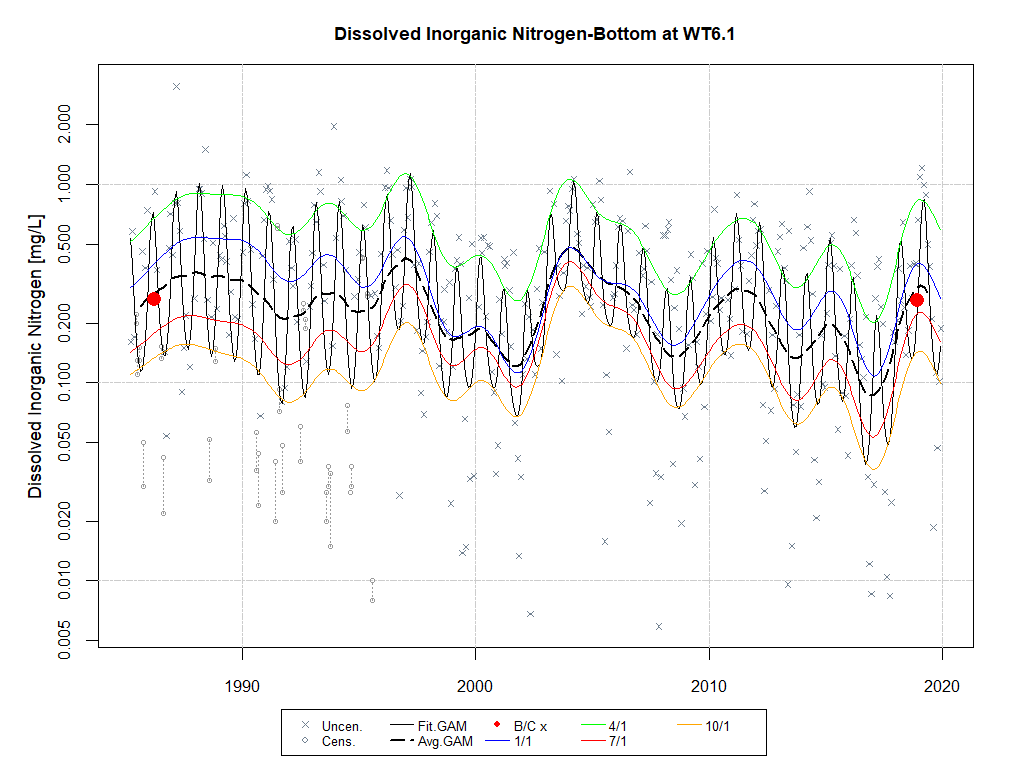 Dissolved Inorganic Nitrogen-Bottom at WT6.1
Dissolved Inorganic Nitrogen [mg/L]
2.000
1.000
0.500
0.200
0.100
0.050
0.020
0.010
0.005
1990 2000 2010 2020
Uncen. Fit.GAM B/C x 4/1 10/1
Cens. Avg.GAM 1/1 7/1